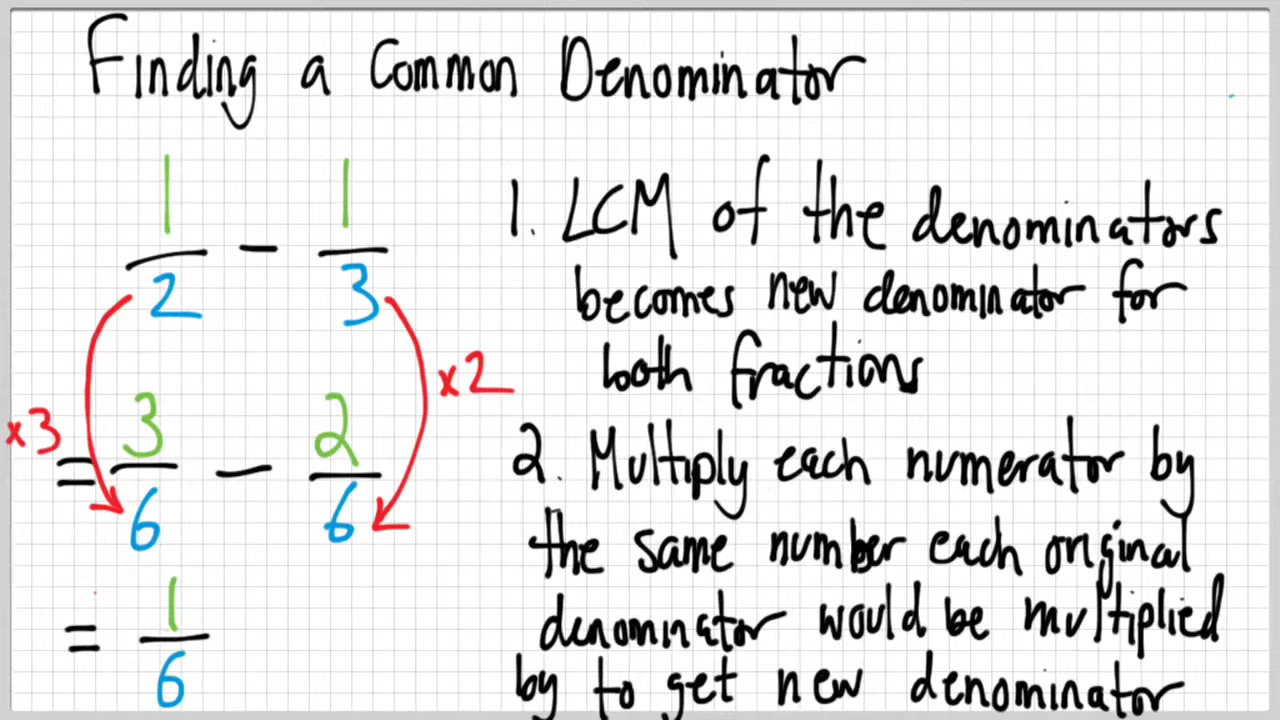 Finding a Common Denominator
1/2 - 1/3
×3 ×2
= 3/6 - 2/6
= 1/6
1. LCM of the denominators
becomes new denominator for
both fractions
2. Multiply each numerator by
the same number each original
denominator would be multiplied
by to get new denominator